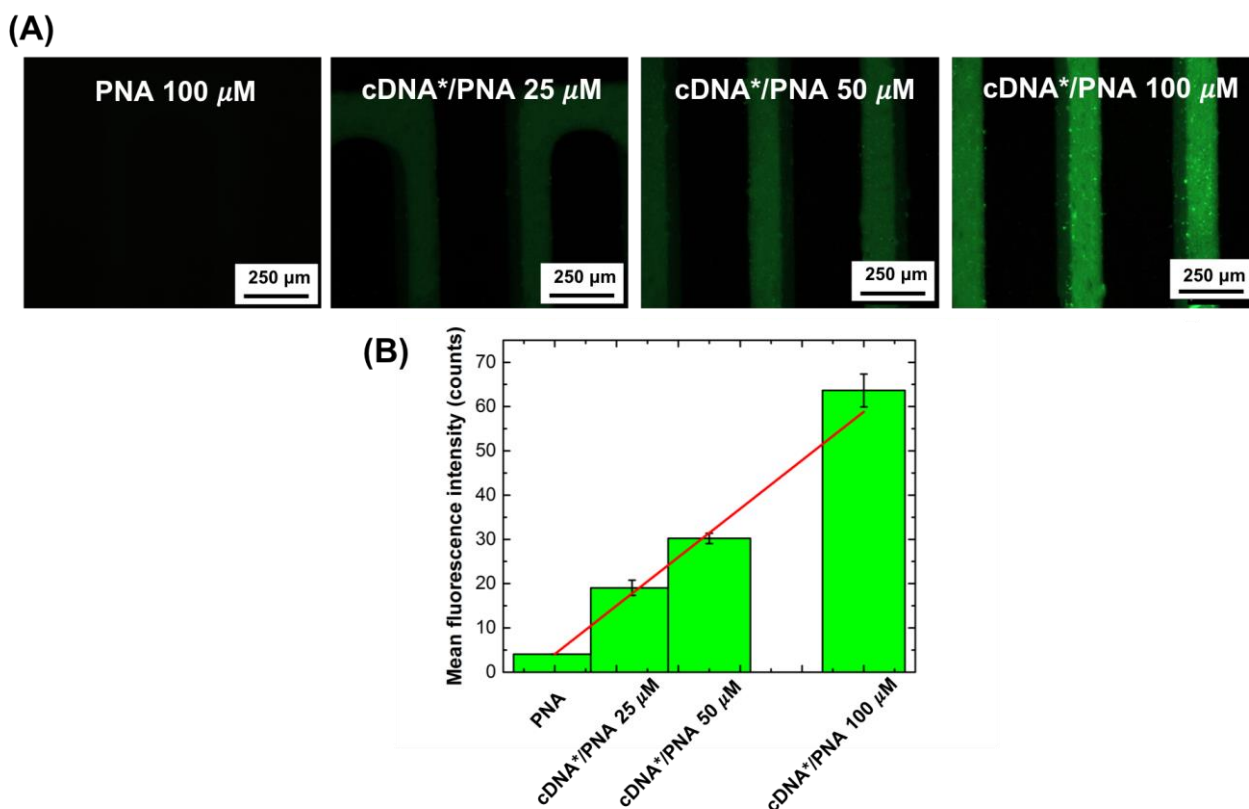 (A)
PNA 100 μM
cDNA*/PNA 25 μM
cDNA*/PNA 50 μM
cDNA*/PNA 100 μM
250 μm
250 μm
250 μm
250 μm
(B)
Mean fluorescence intensity (counts)
70
60
50
40
30
20
10
0
PNA
cDNA*/PNA 25 μM
cDNA*/PNA 50 μM
cDNA*/PNA 100 μM